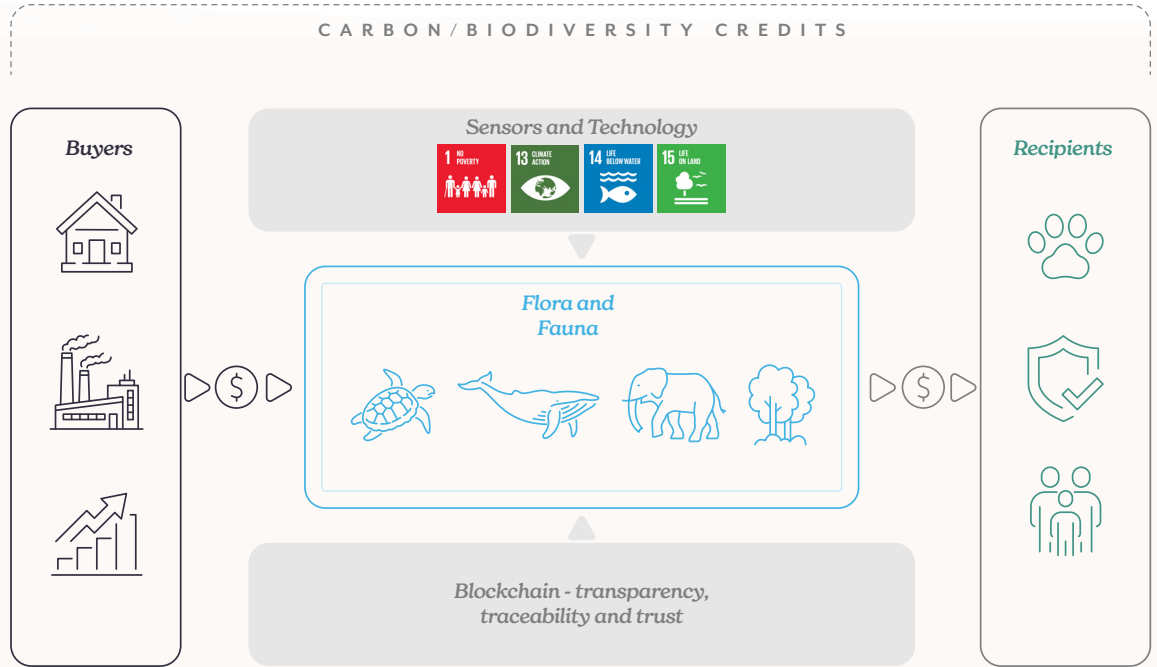 CARBON/BIODIVERSITY CREDITS
Buyers
Sensors and Technology
1 NO
POVERTY
13 CLIMATE
ACTION
14 LIFE
BELOW WATER
15 LIFE
ON LAND
Recipients
Flora and
Fauna
$
$
Blockchain - transparency,
traceability and trust